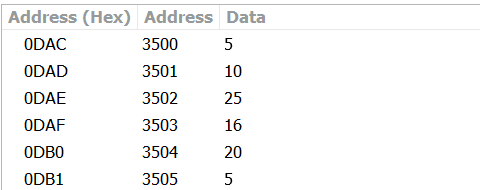 Address (Hex) Address Data
0DAC 3500 5
0DAD 3501 10
0DAE 3502 25
0DAF 3503 16
0DB0 3504 20
0DB1 3505 5